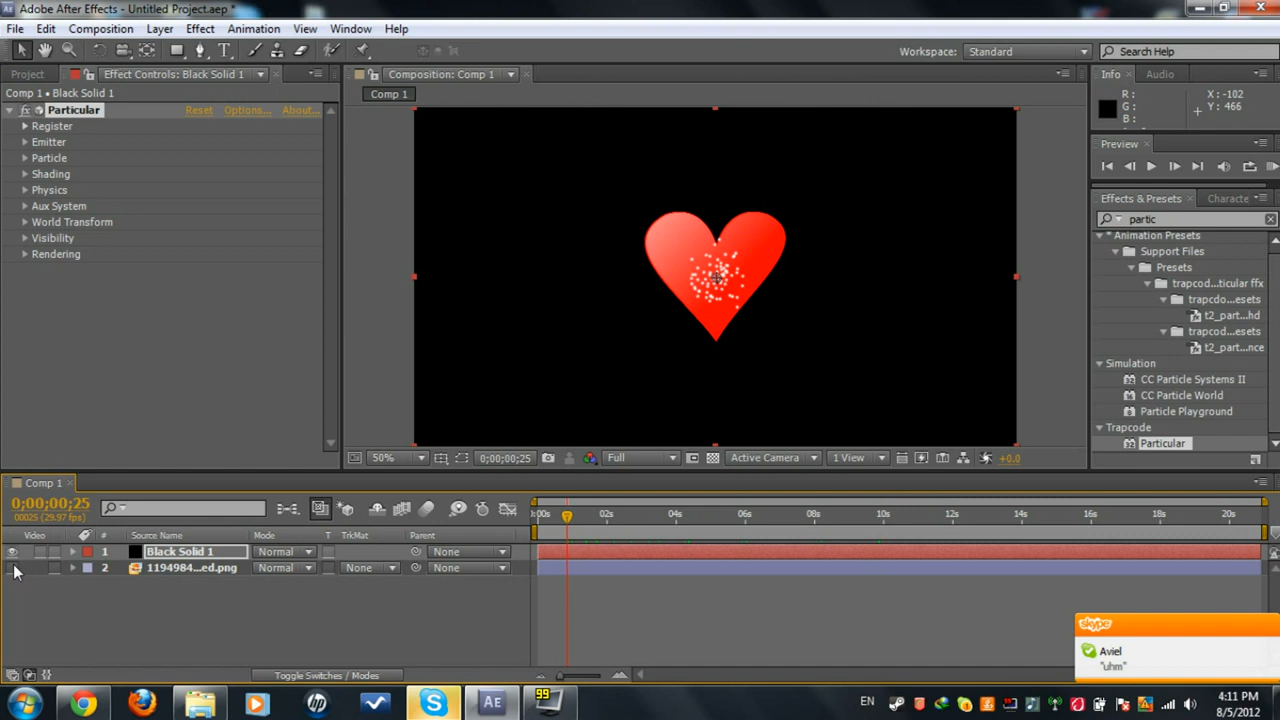 Adobe After Effects - Untitled Project.aep *
File Edit Composition Layer Effect Animation View Window Help
Workspace: Standard Search Help
Project Effect Controls: Black Solid 1 Composition: Comp 1 Info Audio
Comp 1 • Black Solid 1 Comp 1
fx Particular Reset Options... About...
Register
Emitter
Particle
Shading
Physics
Aux System
World Transform
Visibility
Rendering
R: X: -102
G: Y: 466
B:
Preview
Effects & Presets Characte
partic
* Animation Presets
Support Files
Presets
trapcod...ticular ffx
trapcdo...esets
t2_part...hd
trapcod...esets
t2_part...nce
Simulation
CC Particle Systems II
CC Particle World
Particle Playground
Trapcode
Particular
50% 0;00;00;25 Full Active Camera 1 View +0.0
Comp 1
0;00;00;25
00025 (29.97 fps)
:00s 02s 04s 06s 08s 10s 12s 14s 16s 18s 20s
Video # Source Name Mode T TrkMat Parent
1 Black Solid 1 Normal None
2 1194984...ed.png Normal None None
Toggle Switches / Modes
skype
Aviel
"uhm"
99
EN
4:11 PM
8/5/2012